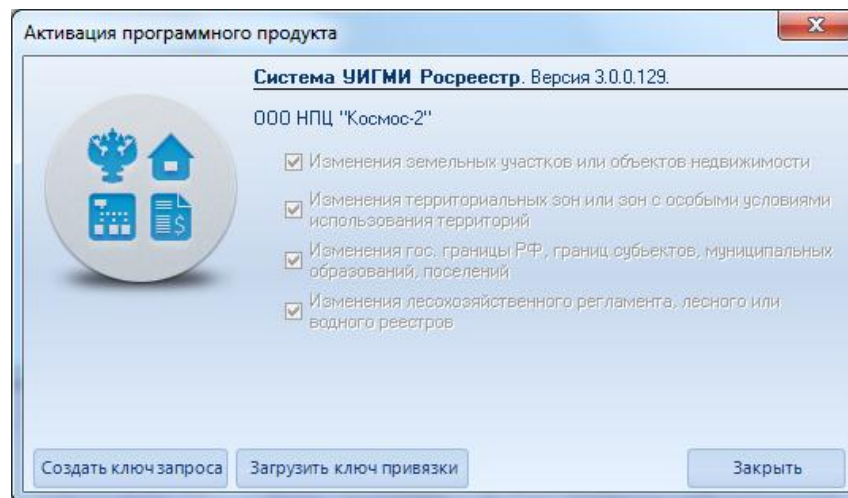 Активация программного продукта
Система УИГМИ Росреестр. Версия 3.0.0.129.
ООО НПЦ "Космос-2"
Изменения земельных участков или объектов недвижимости
Изменения территориальных зон или зон с особыми условиями
использования территорий
Изменения гос. границы РФ, границ субъектов, муниципальных
образований, поселений
Изменения лесохозяйственного регламента, лесного или
водного реестров
Создать ключ запроса
Загрузить ключ привязки
Закрыть